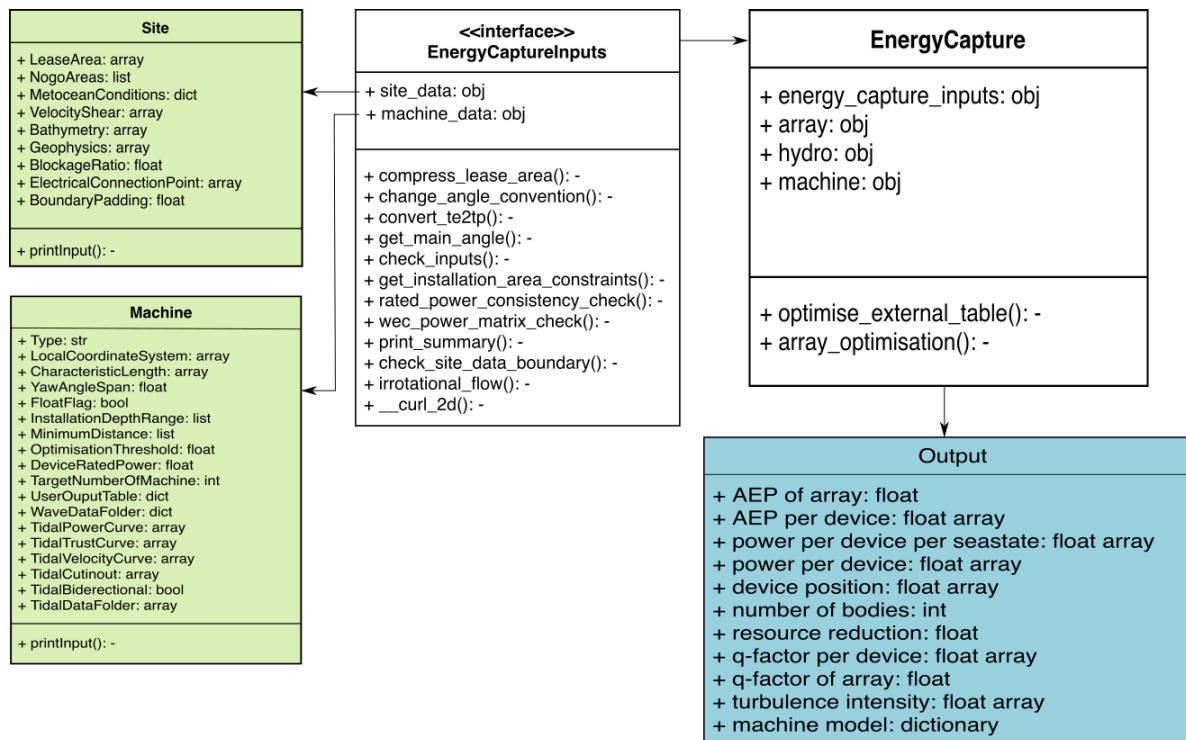 Site
+ LeaseArea: array
+ NogoAreas: list
+ MetoceanConditions: dict
+ VelocityShear: array
+ Bathymetry: array
+ Geophysics: array
+ BlockageRatio: float
+ ElectricalConnectionPoint: array
+ BoundaryPadding: float
+ printInput(): -
Machine
+ Type: str
+ LocalCoordinateSystem: array
+ CharacteristicLength: array
+ YawAngleSpan: float
+ FloatFlag: bool
+ InstallationDepthRange: list
+ MinimumDistance: list
+ OptimisationThreshold: float
+ DeviceRatedPower: float
+ TargetNumberOfMachine: int
+ UserOuputTable: dict
+ WaveDataFolder: dict
+ TidalPowerCurve: array
+ TidalTrustCurve: array
+ TidalVelocityCurve: array
+ TidalCutinout: array
+ TidalBiderectional: bool
+ TidalDataFolder: array
+ printInput(): -
<<interface>>
EnergyCaptureInputs
+ site_data: obj
+ machine_data: obj
+ compress_lease_area(): -
+ change_angle_convention(): -
+ convert_te2tp(): -
+ get_main_angle(): -
+ check_inputs(): -
+ get_installation_area_constraints(): -
+ rated_power_consistency_check(): -
+ wec_power_matrix_check(): -
+ print_summary(): -
+ check_site_data_boundary(): -
+ irrotational_flow(): -
+ __curl_2d(): -
EnergyCapture
+ energy_capture_inputs: obj
+ array: obj
+ hydro: obj
+ machine: obj
+ optimise_external_table(): -
+ array_optimisation(): -
Output
+ AEP of array: float
+ AEP per device: float array
+ power per device per seastate: float array
+ power per device: float array
+ device position: float array
+ number of bodies: int
+ resource reduction: float
+ q-factor per device: float array
+ q-factor of array: float
+ turbulence intensity: float array
+ machine model: dictionary